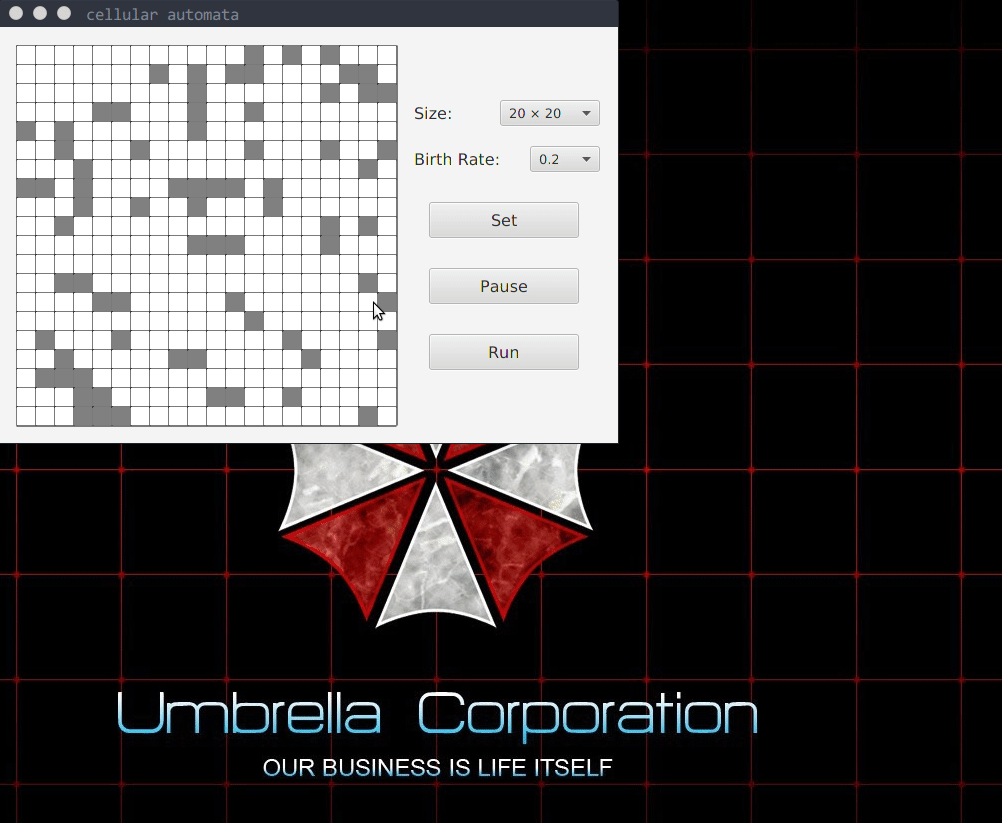 cellular automata
Size:
20 × 20
Birth Rate:
0.2
Set
Pause
Run
Umbrella Corporation
OUR BUSINESS IS LIFE ITSELF